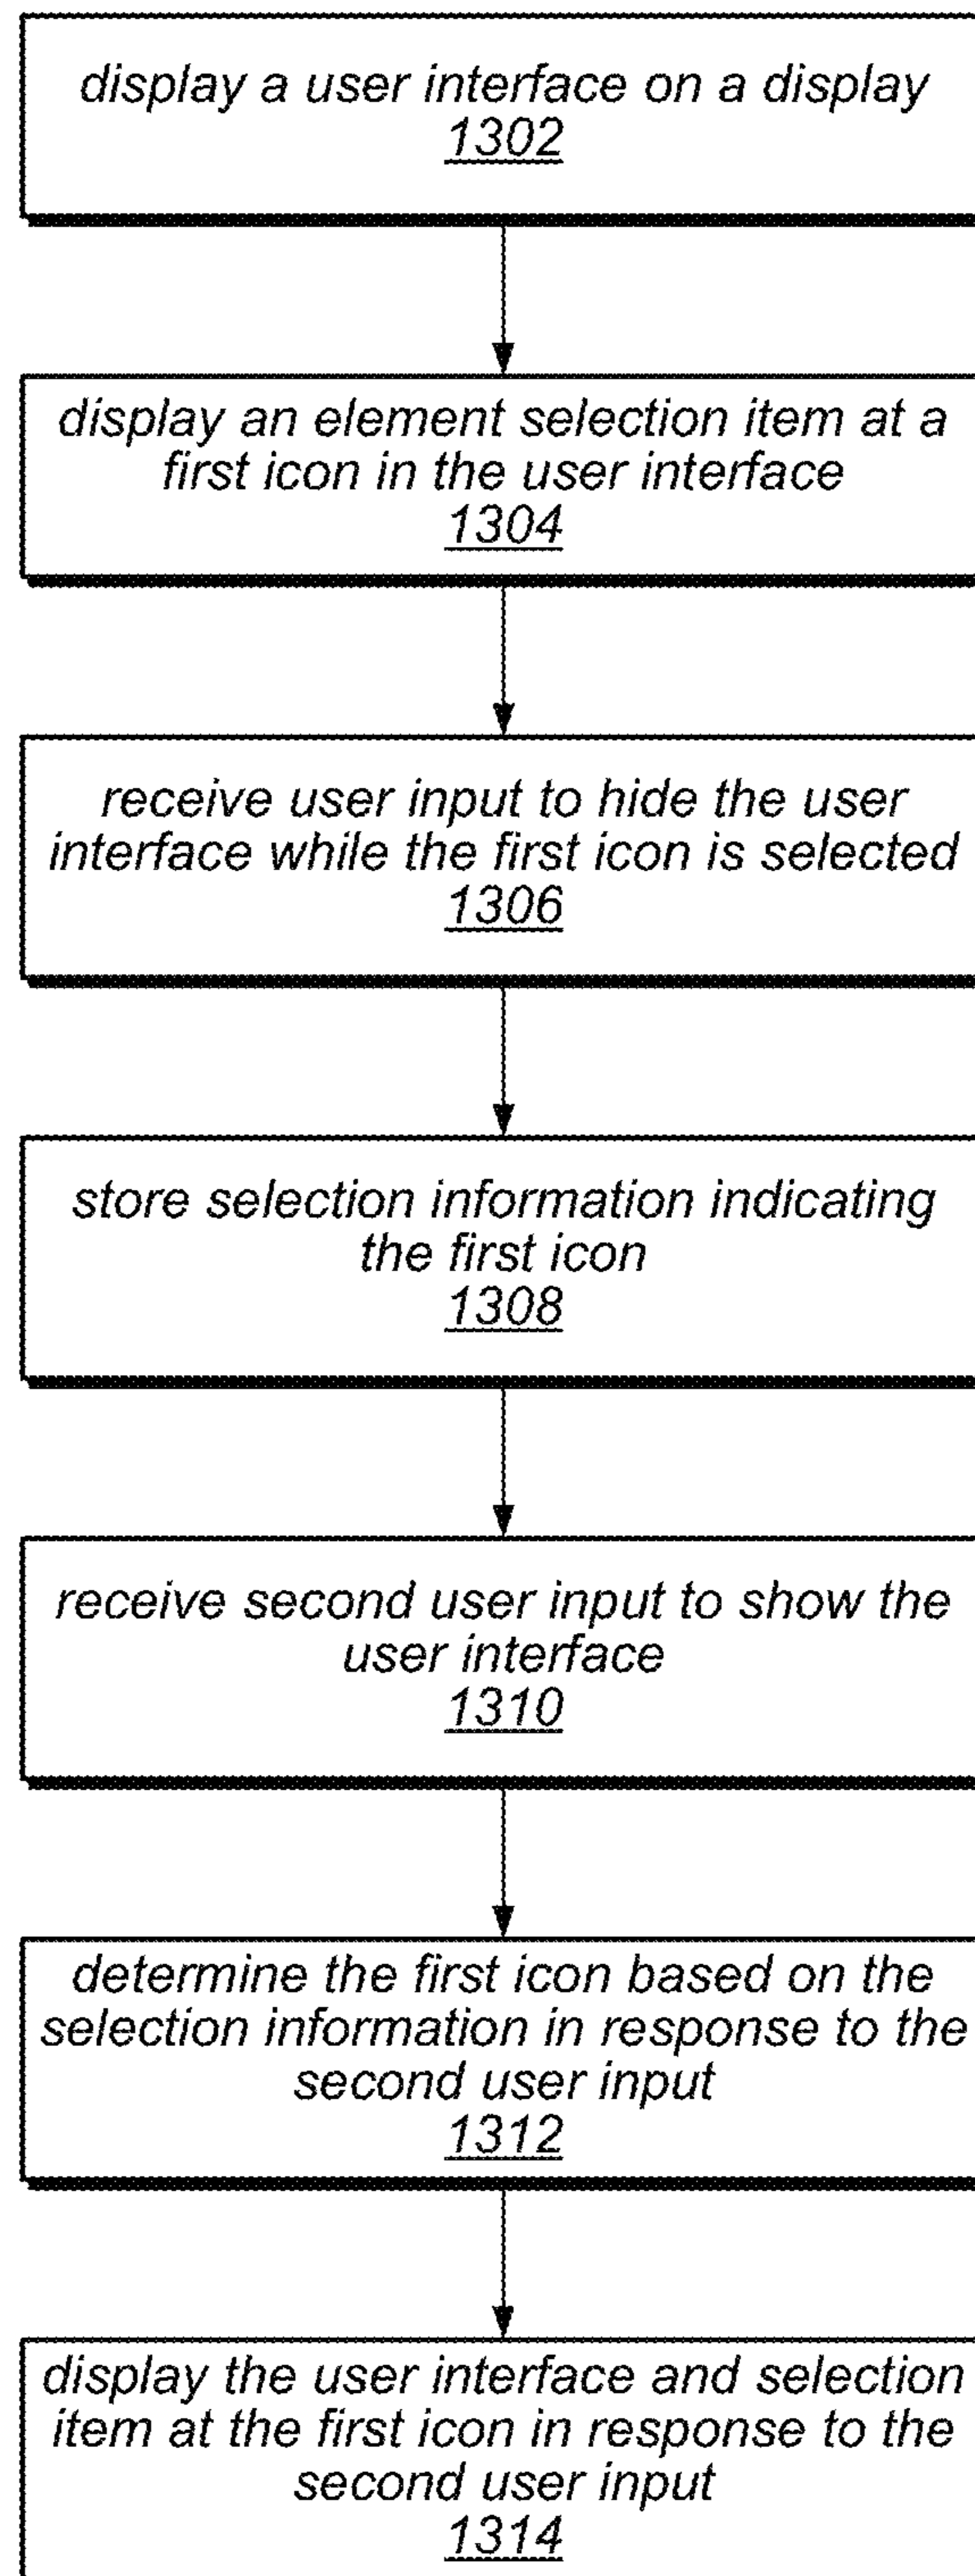 display a user interface on a display
1302
display an element selection item at a
first icon in the user interface
1304
receive user input to hide the user
interface while the first icon is selected
1306
store selection information indicating
the first icon
1308
receive second user input to show the
user interface
1310
determine the first icon based on the
selection information in response to the
second user input
1312
display the user interface and selection
item at the first icon in response to the
second user input
1314